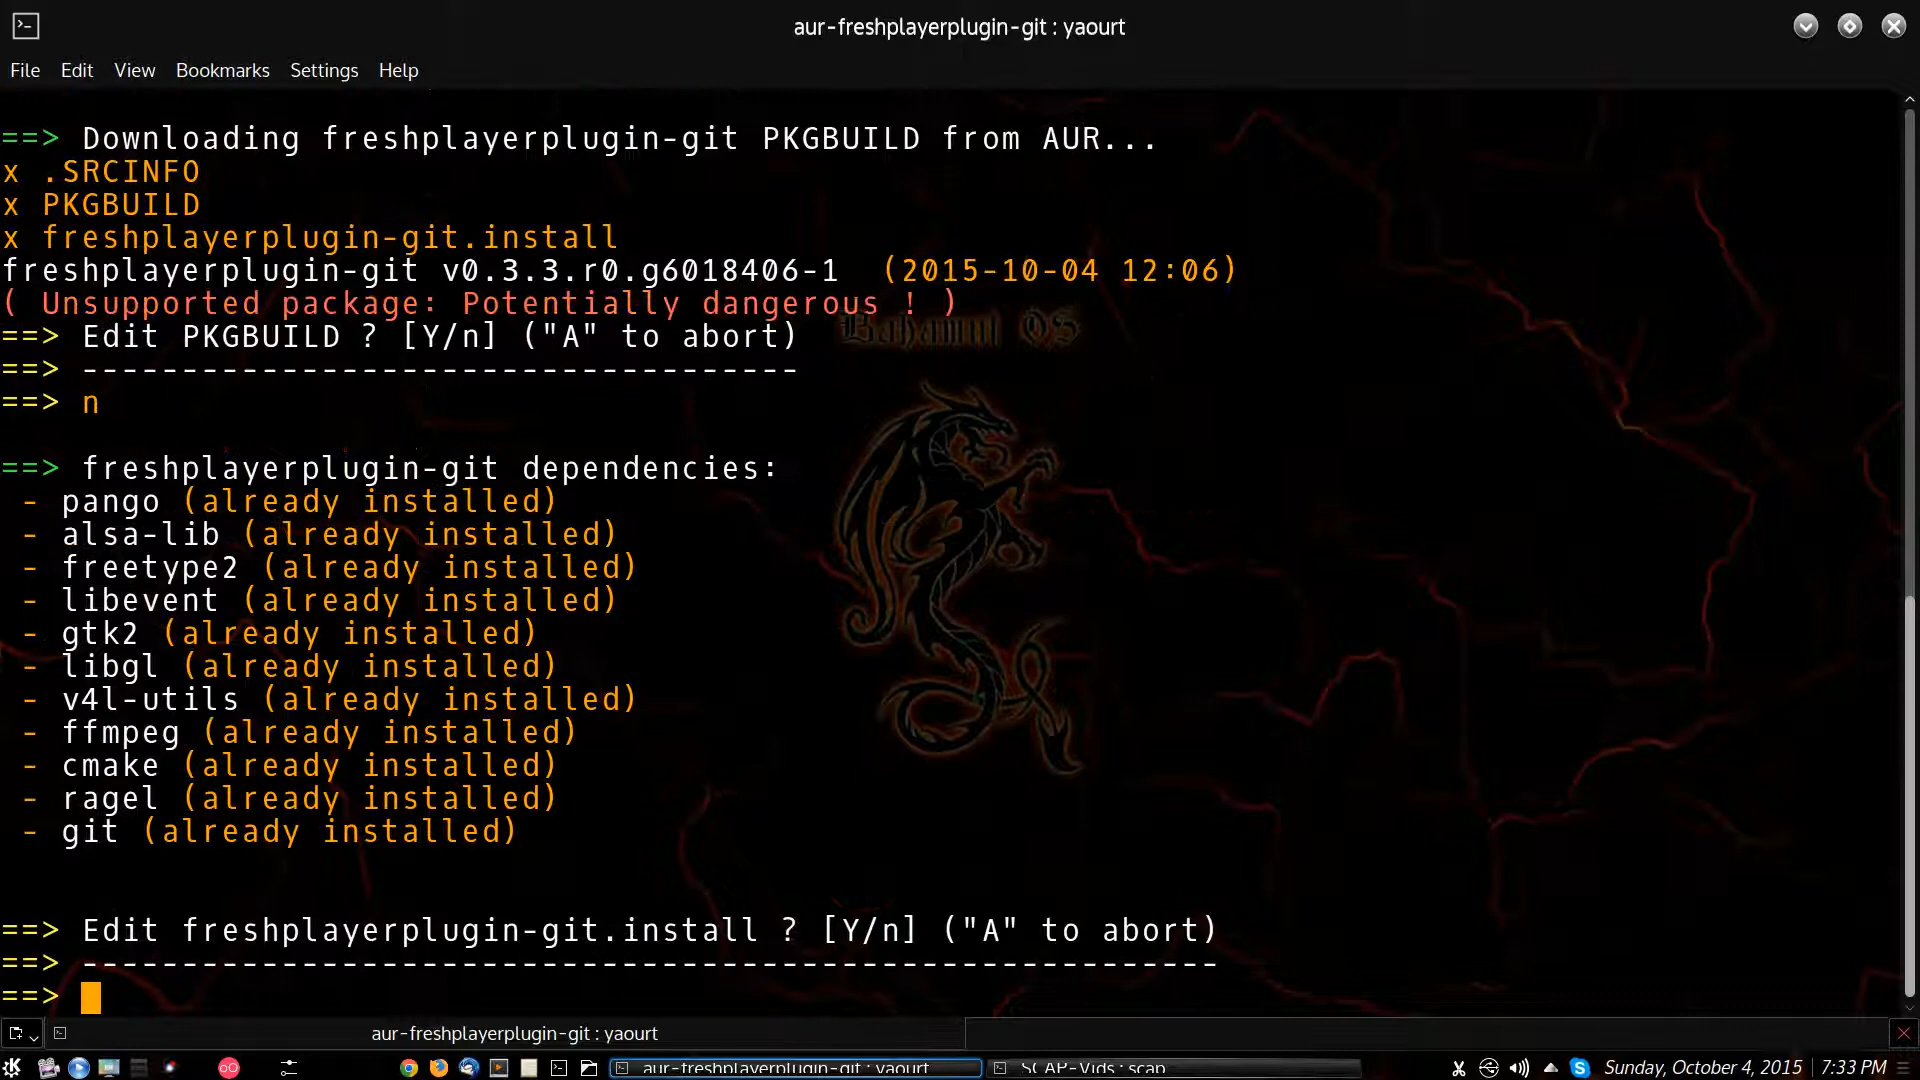 aur-freshplayerplugin-git : yaourt
File Edit View Bookmarks Settings Help
==> Downloading freshplayerplugin-git PKGBUILD from AUR...
x .SRCINFO
x PKGBUILD
x freshplayerplugin-git.install
freshplayerplugin-git v0.3.3.r0.g6018406-1 (2015-10-04 12:06)
( Unsupported package: Potentially dangerous ! )
==> Edit PKGBUILD ? [Y/n] ("A" to abort)
Bahamut OS
==> ------------------------------------
==> n
==> freshplayerplugin-git dependencies:
- pango (already installed)
- alsa-lib (already installed)
- freetype2 (already installed)
- libevent (already installed)
- gtk2 (already installed)
- libgl (already installed)
- v4l-utils (already installed)
- ffmpeg (already installed)
- cmake (already installed)
- ragel (already installed)
- git (already installed)
==> Edit freshplayerplugin-git.install ? [Y/n] ("A" to abort)
==> ---------------------------------------------------------
==>
aur-freshplayerplugin-git : yaourt
aur-freshplayerplugin-git : yaourt
SCAP-Vids : scap
Sunday, October 4, 2015 7:33 PM